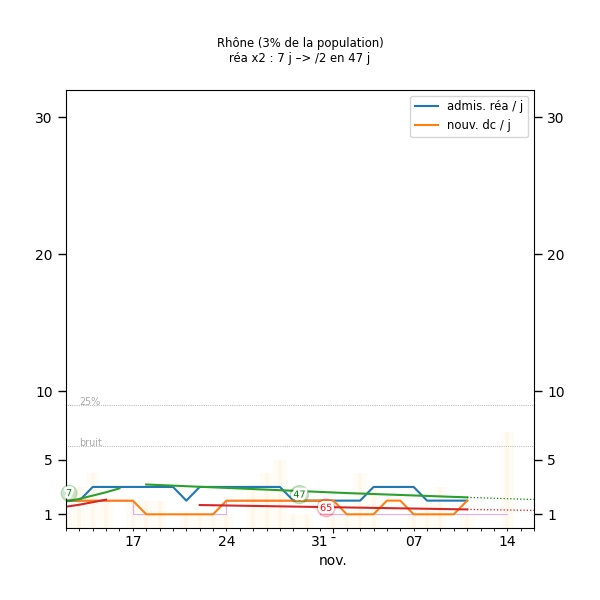 Rhône (3% de la population)
réa x2 : 7 j –> /2 en 47 j
admis. réa / j
nouv. dc / j
30 30
20 20
10 10
25%
bruit
5 5
7
47
65
1 1
17 24 31 07 14
nov.